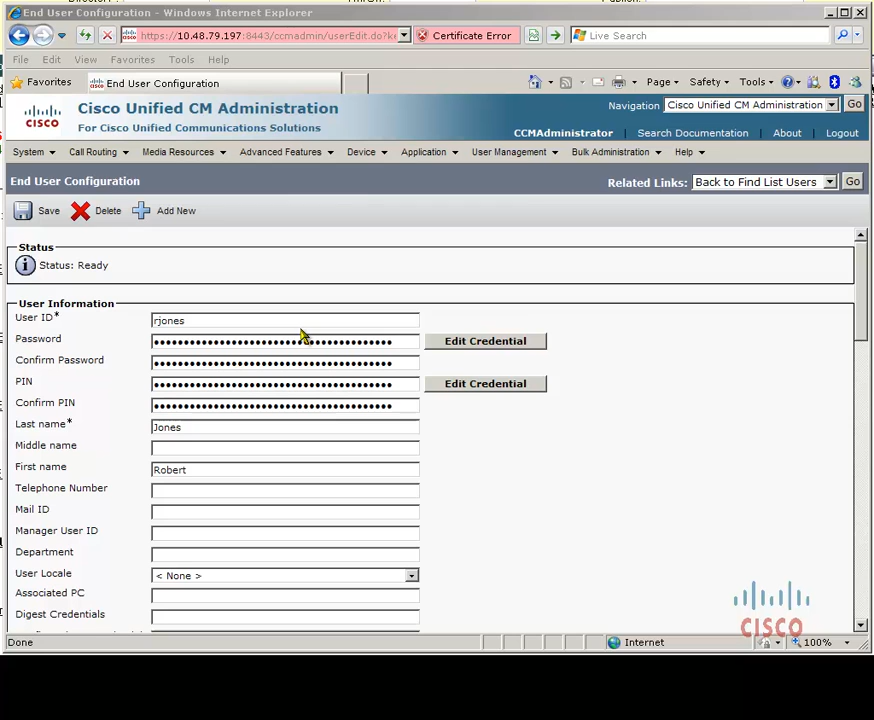 End User Configuration - Windows Internet Explorer
https://10.48.79.197:8443/ccmadmin/userEdit.do?k
Certificate Error
Live Search
File Edit View Favorites Tools Help
Favorites
End User Configuration
Page
Safety
Tools
CISCO
Cisco Unified CM Administration
For Cisco Unified Communications Solutions
Navigation
Cisco Unified CM Administration
Go
CCMAdministrator
Search Documentation
About
Logout
System
Call Routing
Media Resources
Advanced Features
Device
Application
User Management
Bulk Administration
Help
End User Configuration
Related Links:
Back to Find List Users
Go
Save
Delete
Add New
Status
Status: Ready
User Information
User ID*
rjones
Password
Edit Credential
Confirm Password
PIN
Edit Credential
Confirm PIN
Last name*
Jones
Middle name
First name
Robert
Telephone Number
Mail ID
Manager User ID
Department
User Locale
< None >
Associated PC
Digest Credentials
CISCO
Done
Internet
100%